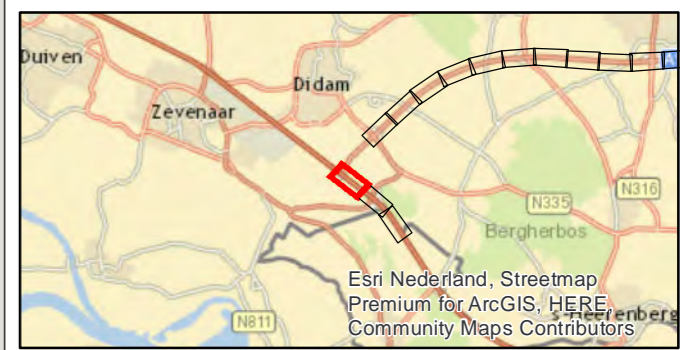 Duiven
Didam
Zevenaar
N316
N335
Bergherbos
Esri Nederland, Streetmap
Premium for ArcGIS, HERE,
s-Heerenberg
Community Maps Contributors
N811